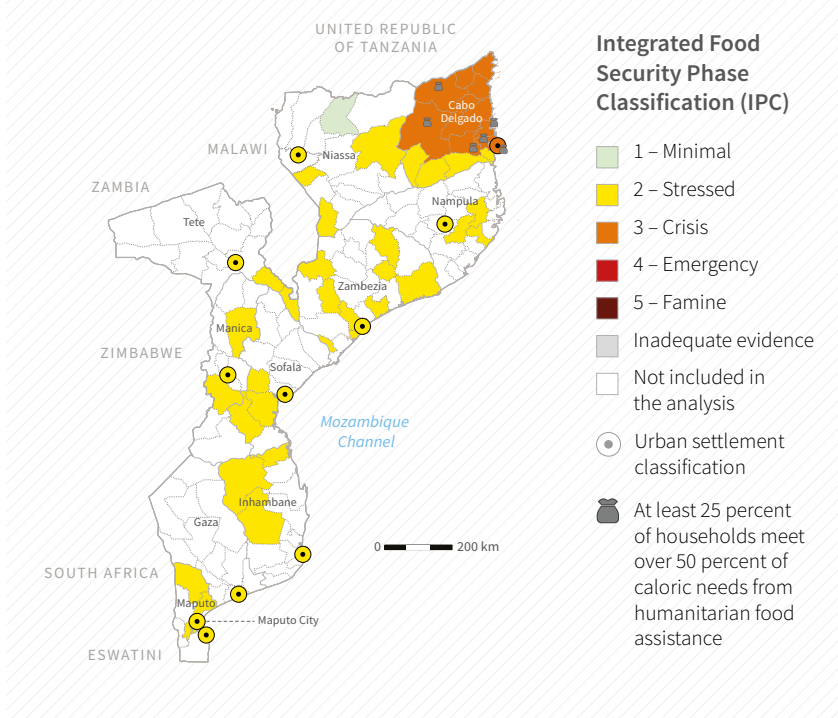 UNITED REPUBLIC
OF TANZANIA
Cabo
Delgado
MALAWI
Niassa
ZAMBIA
Nampula
Tete
Zambezia
Manica
ZIMBABWE
Sofala
Mozambique
Channel
Inhambane
Gaza
0
200 km
SOUTH AFRICA
Maputo
Maputo City
ESWATINI
Integrated Food
Security Phase
Classification (IPC)
1 – Minimal
2 – Stressed
3 – Crisis
4 – Emergency
5 – Famine
Inadequate evidence
Not included in
the analysis
Urban settlement
classification
At least 25 percent
of households meet
over 50 percent of
caloric needs from
humanitarian food
assistance